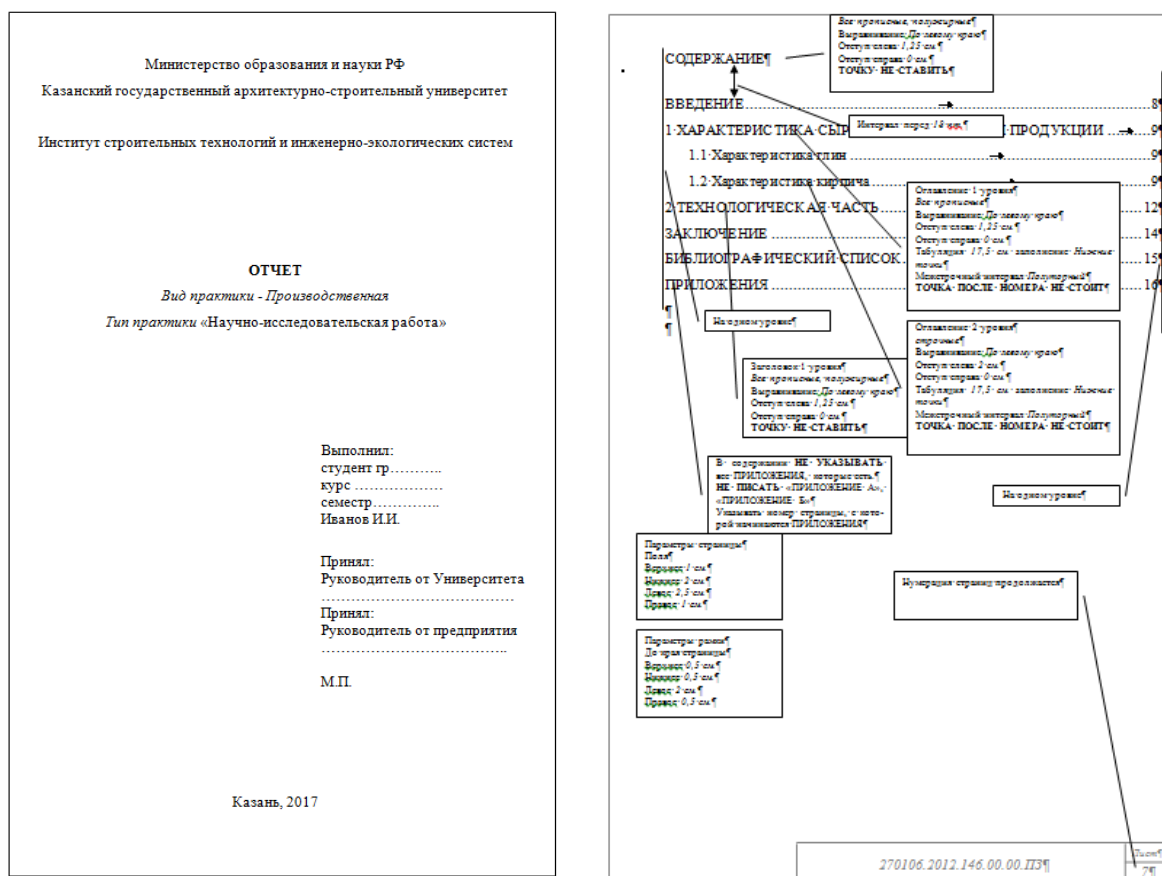 Министерство образования и науки РФ
Казанский государственный архитектурно-строительный университет
Институт строительных технологий и инженерно-экологических систем
ОТЧЕТ
Вид практики - Производственная
Тип практики «Научно-исследовательская работа»
Выполнил:
студент гр………..
курс ………………
семестр…………..
Иванов И.И.
Принял:
Руководитель от Университета
………………………………
Принял:
Руководитель от предприятия
……………………………..
М.П.
Казань, 2017
Все прописные, полужирные¶
Выравнивание: До левому краю¶
Отступ слева 1,25 см¶
Отступ справа 0 см¶
ТОЧКУ НЕ СТАВИТЬ¶
СОДЕРЖАНИЕ¶
ВВЕДЕНИЕ 8¶
Интервал перед 18 пт¶
1 ХАРАКТЕРИСТИКА СЫР ПРОДУКЦИИ 9¶
1.1 Характеристика глин 9¶
1.2 Характеристика кирпича 9¶
2 ТЕХНОЛОГИЧЕСКАЯ ЧАСТЬ 12¶
ЗАКЛЮЧЕНИЕ 14¶
БИБЛИОГРАФИЧЕСКИЙ СПИСОК 15¶
ПРИЛОЖЕНИЯ 16¶
¶
¶
Оглавление 1 уровня¶
Все прописные¶
Выравнивание: До левому краю¶
Отступ слева 1,25 см¶
Отступ справа 0 см¶
Табуляция 17,5 см заполнение Нижние
точки¶
Межстрочный интервал Полуторный¶
ТОЧКА ПОСЛЕ НОМЕРА НЕ СТОИТ¶
На одном уровне¶
Оглавление 2 уровня¶
строчные¶
Выравнивание: До левому краю¶
Отступ слева 2 см¶
Отступ справа 0 см¶
Табуляция 17,5 см заполнение Нижние
точки¶
Межстрочный интервал Полуторный¶
ТОЧКА ПОСЛЕ НОМЕРА НЕ СТОИТ¶
Заголовок 1 уровня¶
Все прописные, полужирные¶
Выравнивание: До левому краю¶
Отступ слева 1,25 см¶
Отступ справа 0 см¶
ТОЧКУ НЕ СТАВИТЬ¶
В содержании НЕ УКАЗЫВАТЬ
все ПРИЛОЖЕНИЯ, которые есть¶
НЕ ПИСАТЬ «ПРИЛОЖЕНИЕ А»,
«ПРИЛОЖЕНИЕ Б»¶
Указывать номер страницы, с кото-
рой начинаются ПРИЛОЖЕНИЯ¶
На одном уровне¶
Параметры страницы¶
Поля¶
Верхнее 1 см¶
Нижнее 2 см¶
Левое 2,5 см¶
Правое 1 см¶
Нумерация страниц продолжается¶
Параметры рамки¶
До края страницы¶
Верхнее 0,5 см¶
Нижнее 0,5 см¶
Левое 2 см¶
Правое 0,5 см¶
270106.2012.146.00.00.ПЗ¶
Лист¶
7¶